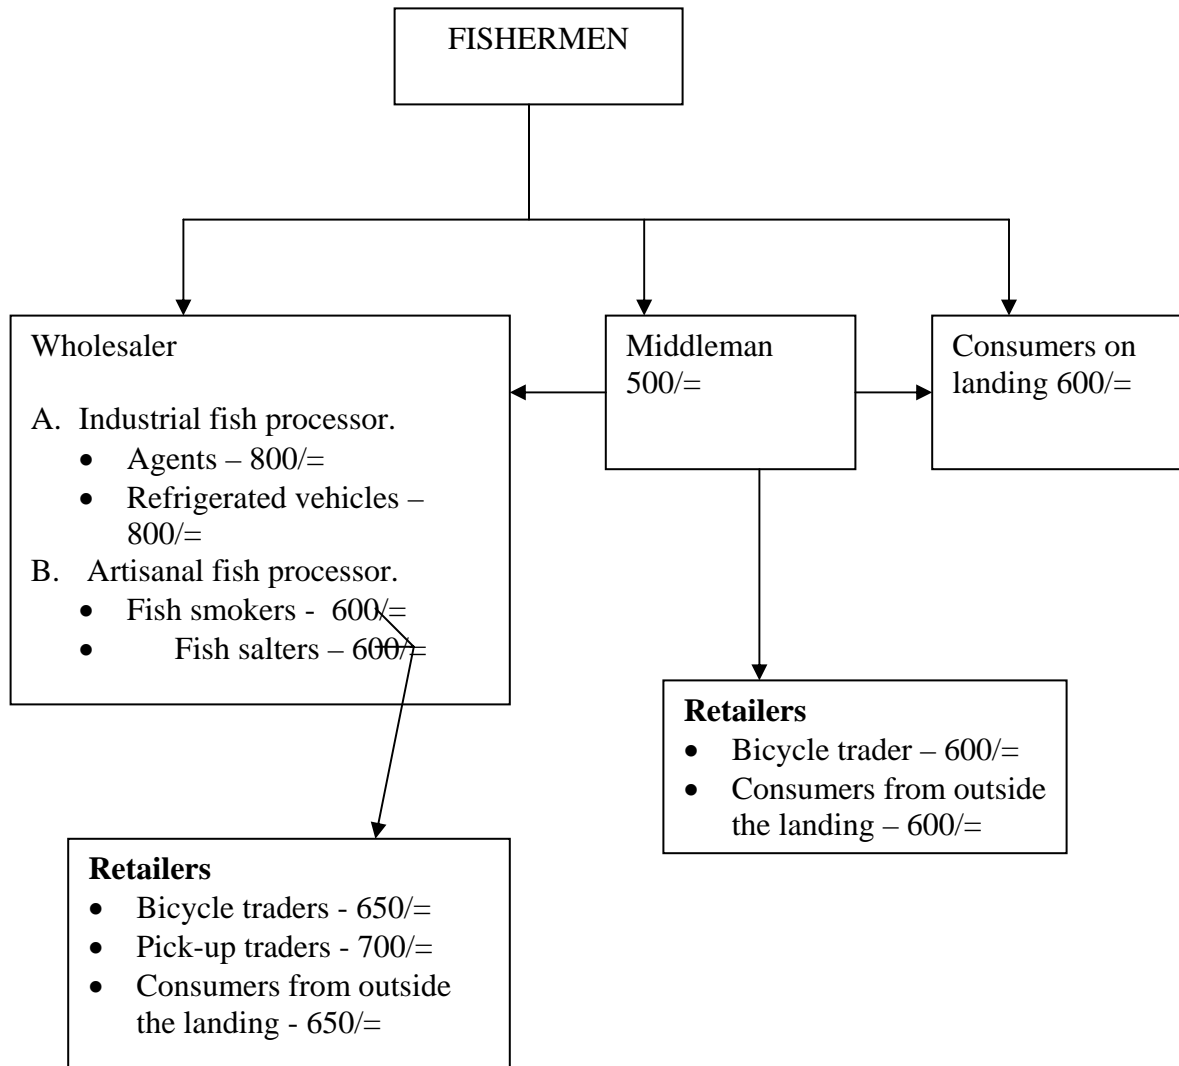 FISHERMEN
Wholesaler
A. Industrial fish processor.
• Agents – 800/=
• Refrigerated vehicles –
800/=
B. Artisanal fish processor.
• Fish smokers - 600/=
• Fish salters – 600/=
Middleman
500/=
Consumers on
landing 600/=
Retailers
• Bicycle trader – 600/=
• Consumers from outside
the landing – 600/=
Retailers
• Bicycle traders - 650/=
• Pick-up traders - 700/=
• Consumers from outside
the landing - 650/=